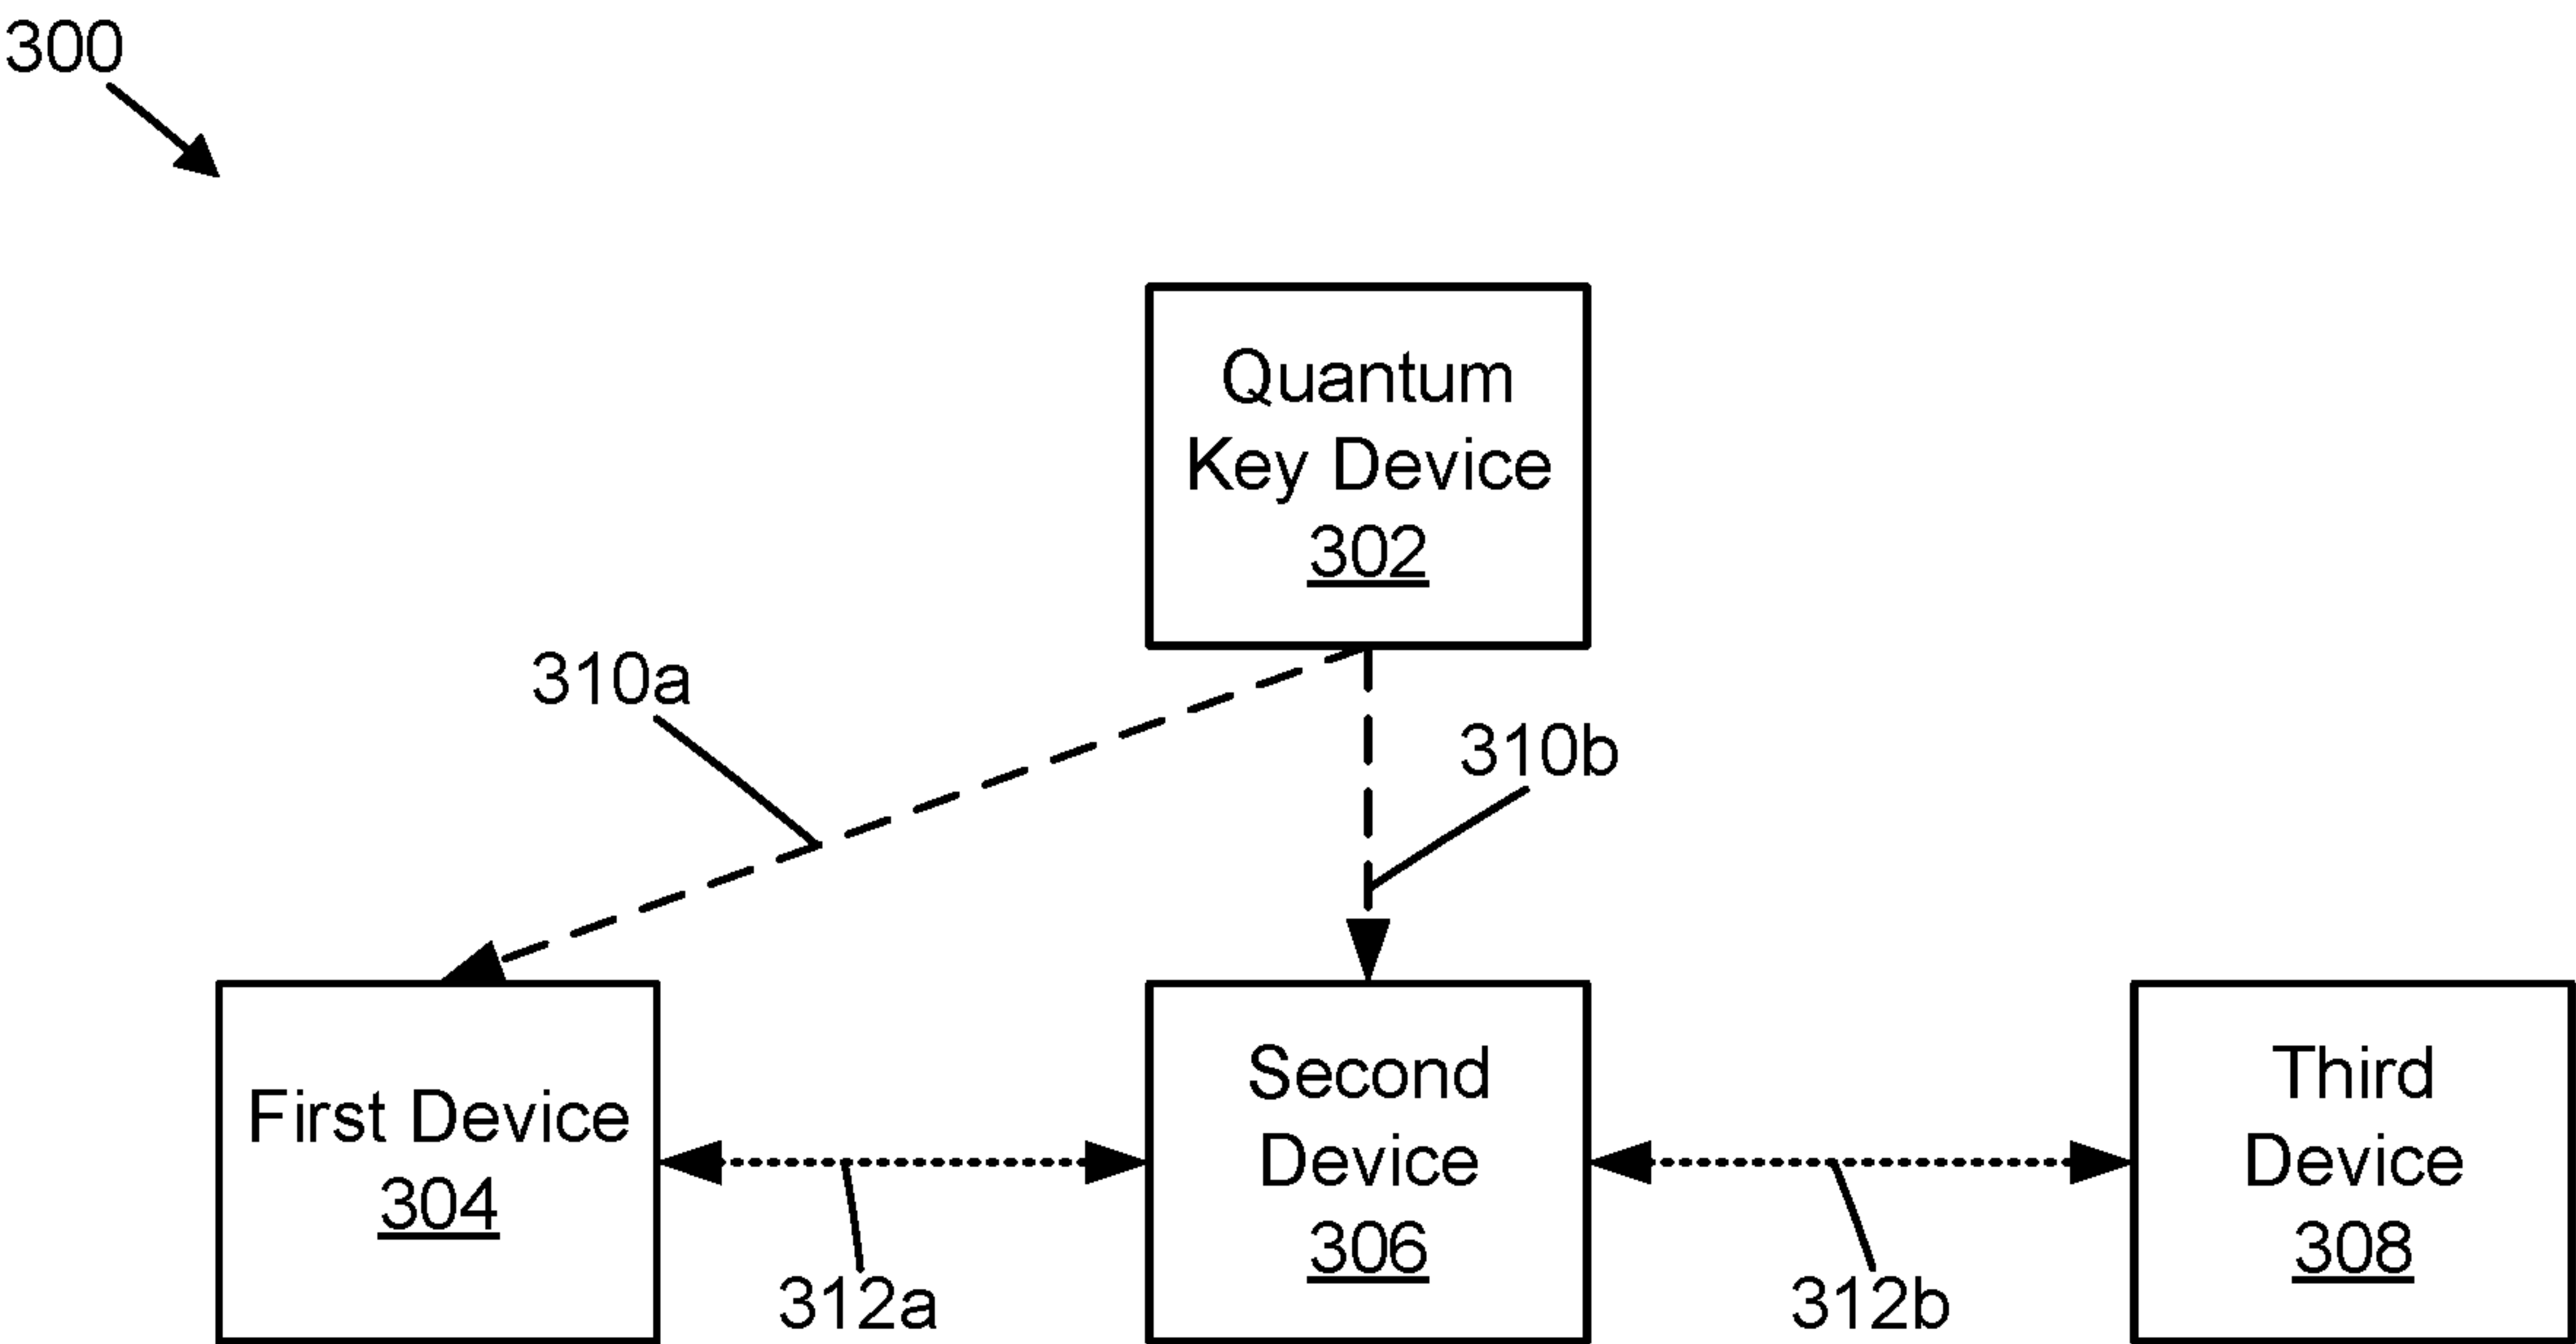 300
Quantum
Key Device
302
310a
310b
First Device
304
Second
Device
306
Third
Device
308
312a
312b